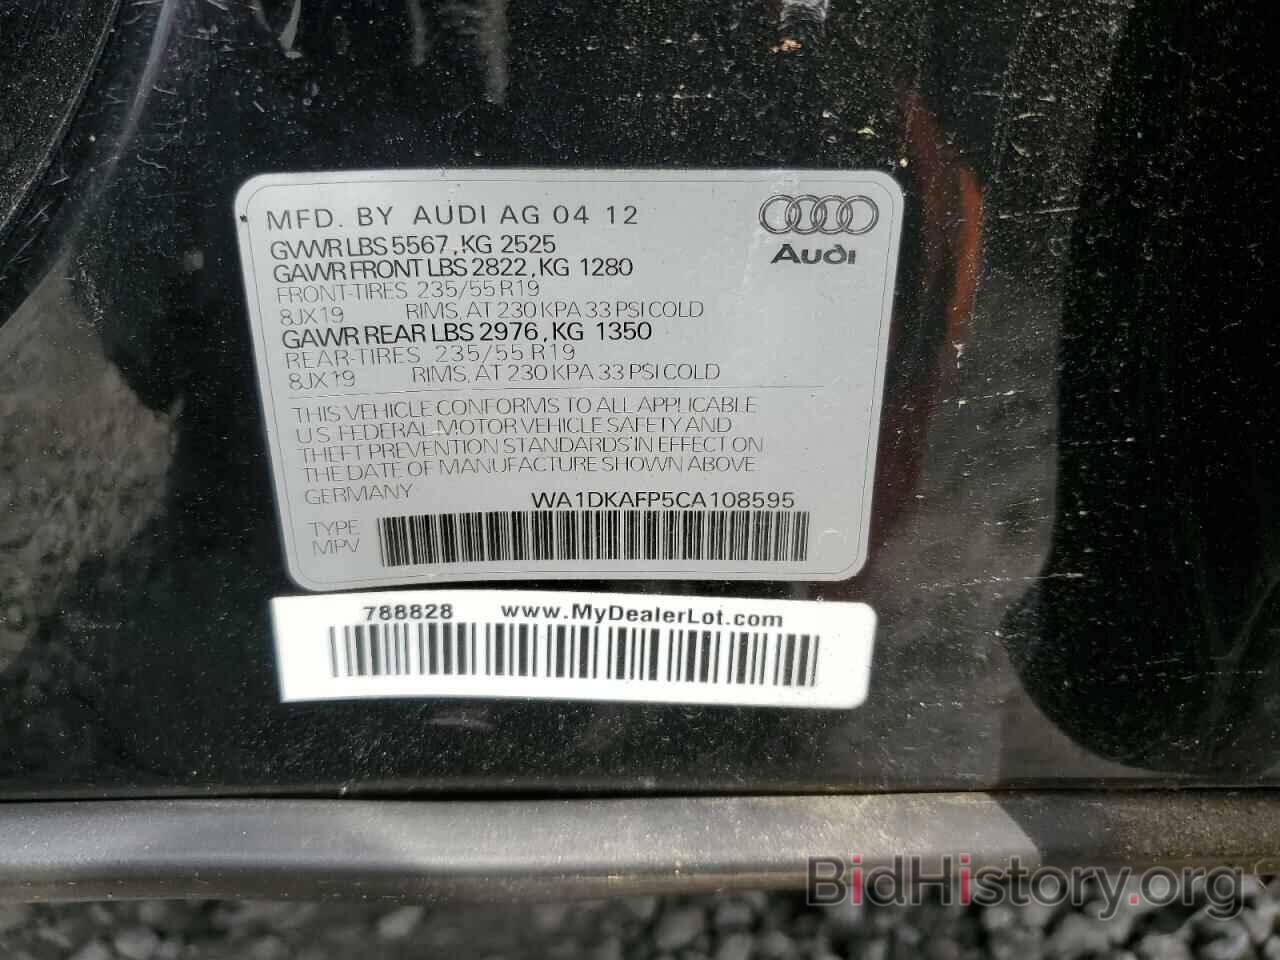 MFD. BY AUDI AG 04 12
GVWR LBS 5567, KG 2525
GAWR FRONT LBS 2822, KG 1280
FRONT-TIRES 235/55 R19
8JX19 RIMS, AT 230 KPA 33 PSI COLD
GAWR REAR LBS 2976, KG 1350
REAR-TIRES 235/55 R19
8JX19 RIMS, AT 230 KPA 33 PSI COLD
Audi
THIS VEHICLE CONFORMS TO ALL APPLICABLE
U.S. FEDERAL MOTOR VEHICLE SAFETY AND
THEFT PREVENTION STANDARDS IN EFFECT ON
THE DATE OF MANUFACTURE SHOWN ABOVE
GERMANY WA1DKAFP5CA108595
TYPE
MPV
788828 www.MyDealerLot.com
BidHistory.org